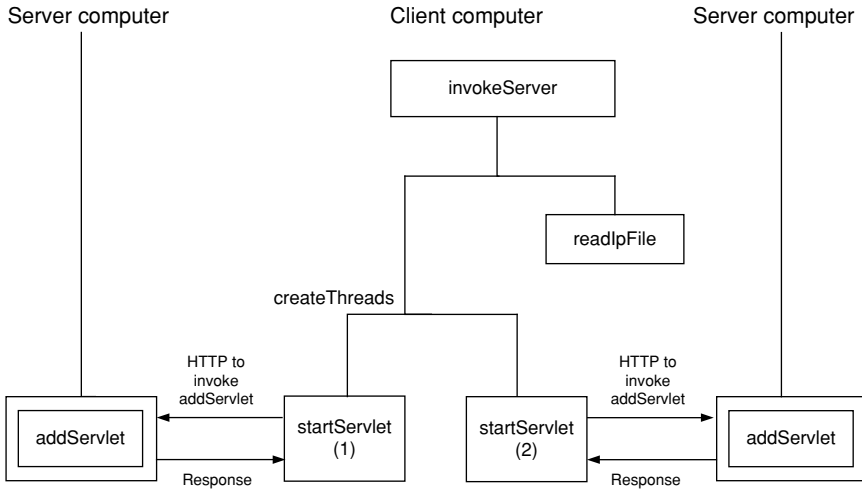 Server computer
Client computer
Server computer
invokeServer
readIpFile
createThreads
HTTP to
invoke
addServlet
HTTP to
invoke
addServlet
addServlet
startServlet
(1)
startServlet
(2)
addServlet
Response
Response